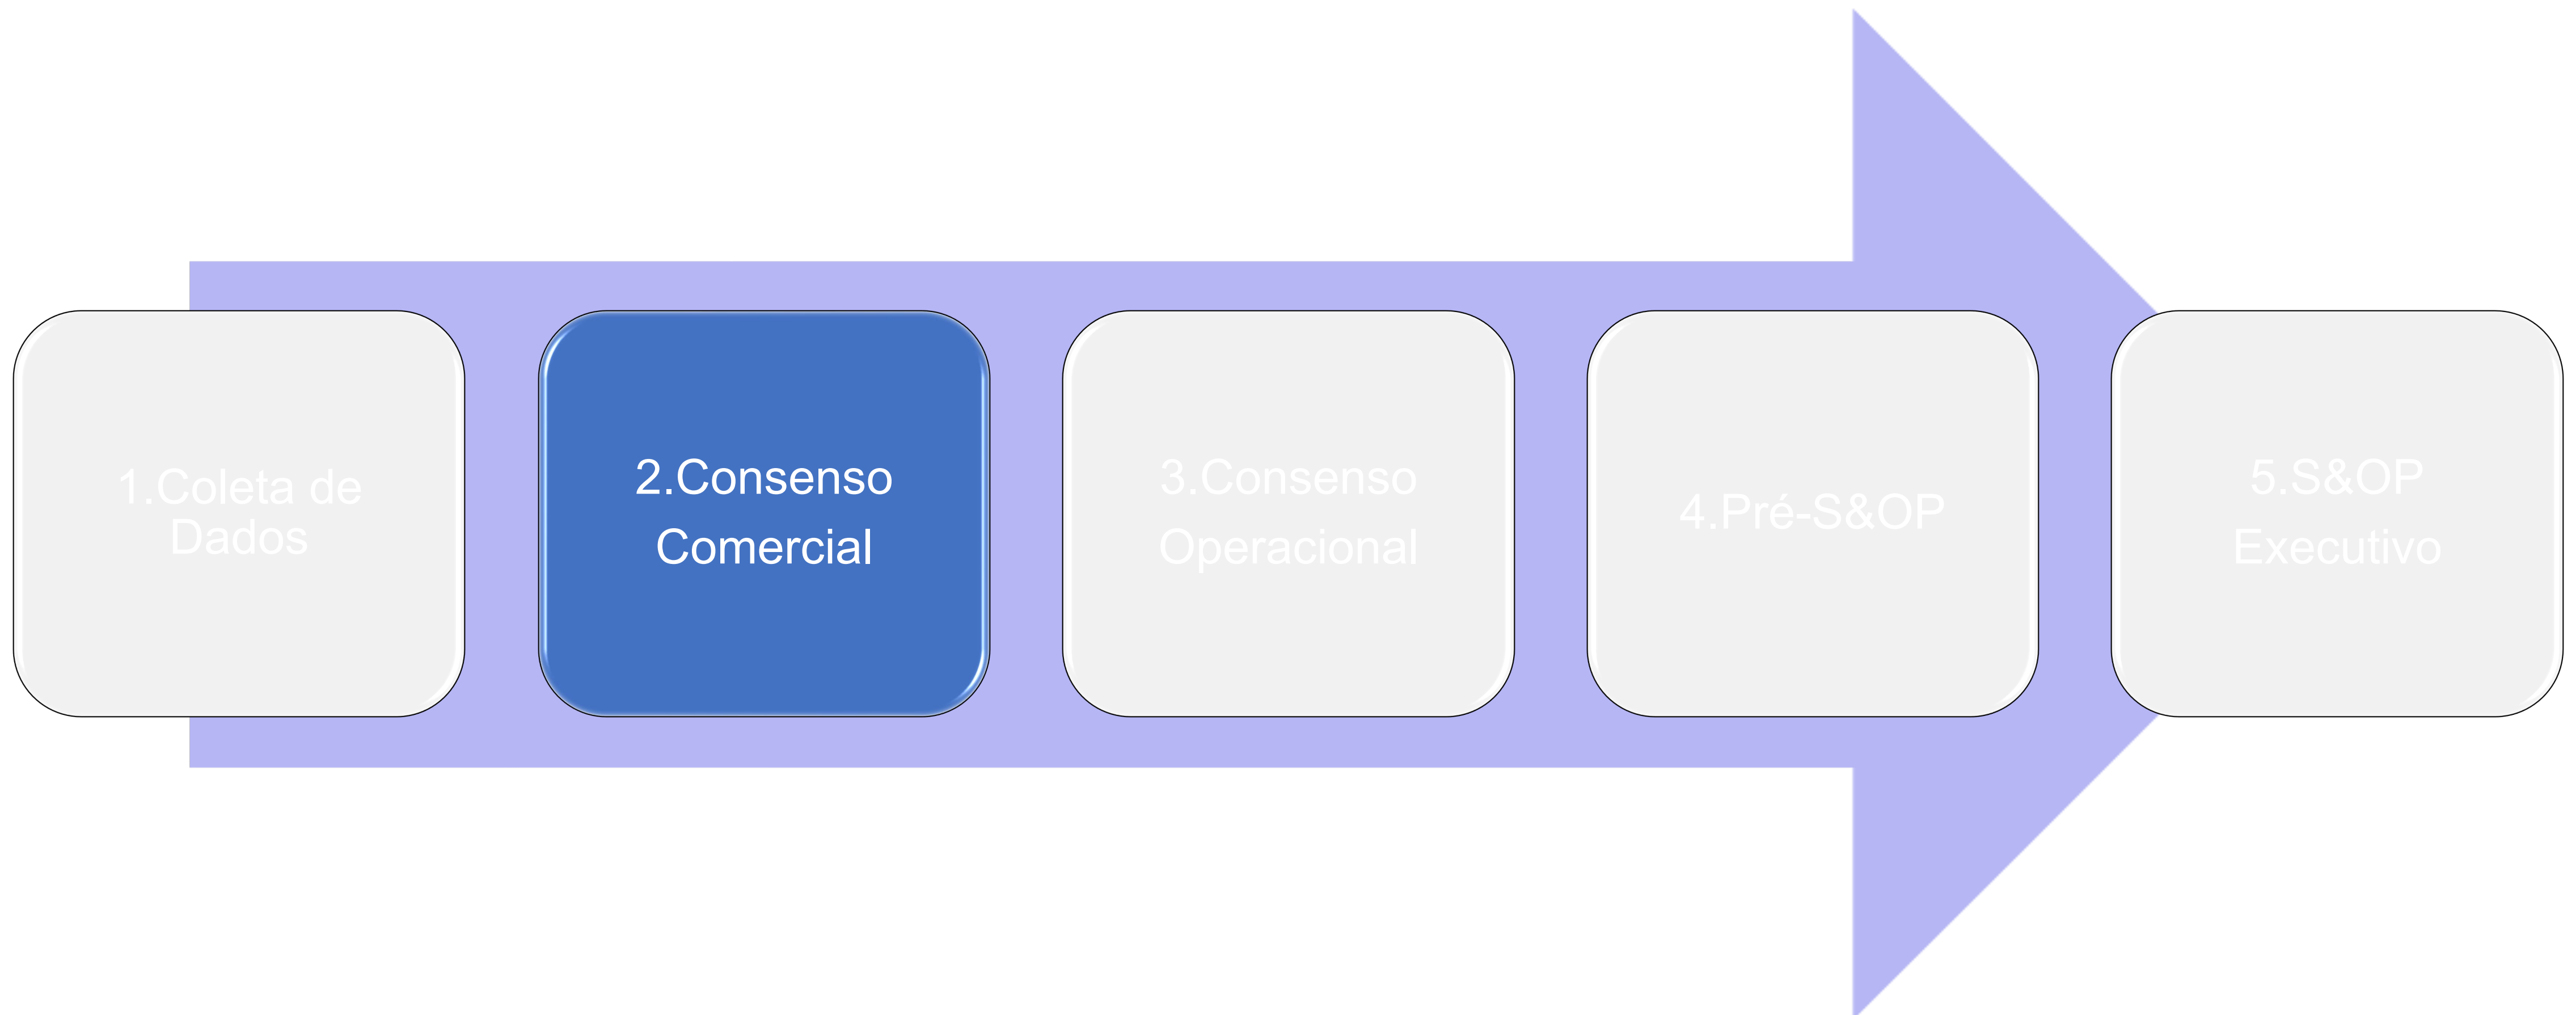 1.Coleta de
Dados
2.Consenso
Comercial
3.Consenso
Operacional
4.Pré-S&OP
5.S&OP
Executivo